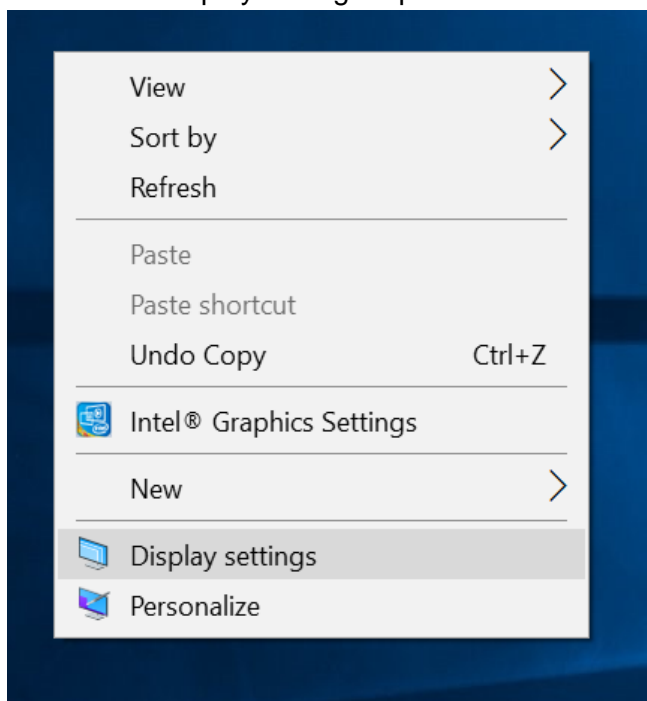 View
Sort by
Refresh
Paste
Paste shortcut
Undo Copy Ctrl+Z
Intel® Graphics Settings
New
Display settings
Personalize